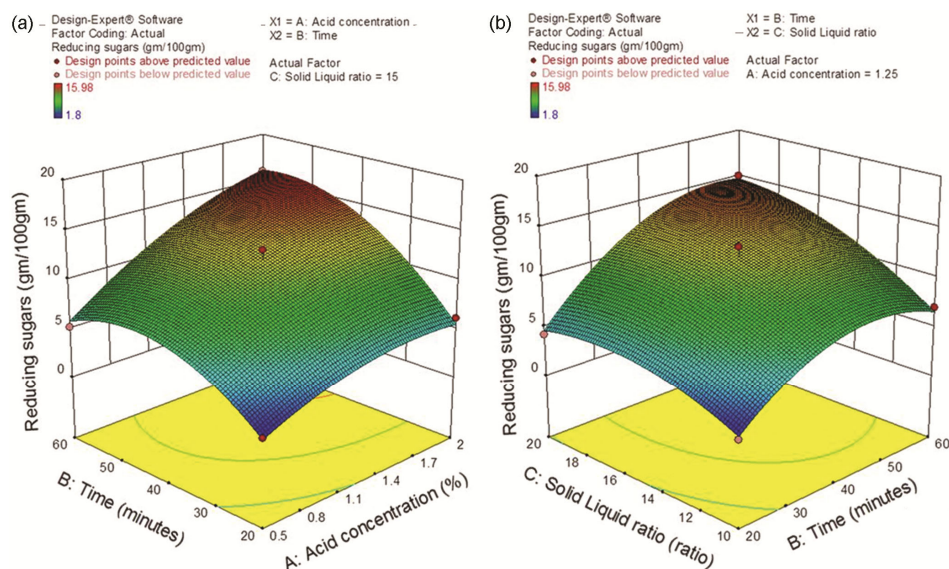 (a)
Design-Expert® Software
Factor Coding: Actual
Reducing sugars (gm/100gm)
Design points above predicted value
Design points below predicted value
15.98
1.8
X1 = A: Acid concentration
X2 = B: Time
Actual Factor
C: Solid Liquid ratio = 15
Reducing sugars (gm/100gm)
20
15
10
5
0
60
50
40
30
20
B: Time (minutes)
0.5
0.8
1.1
1.4
1.7
2
A: Acid concentration (%)
(b)
Design-Expert® Software
Factor Coding: Actual
Reducing sugars (gm/100gm)
Design points above predicted value
Design points below predicted value
15.98
1.8
X1 = B: Time
X2 = C: Solid Liquid ratio
Actual Factor
A: Acid concentration = 1.25
Reducing sugars (gm/100gm)
20
15
10
5
0
20
18
16
14
12
10
C: Solid Liquid ratio (ratio)
20
30
40
50
60
B: Time (minutes)